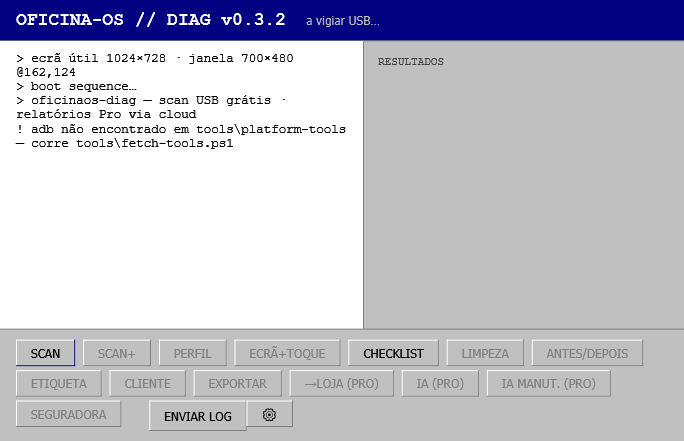 OFICINA-OS // DIAG v0.3.2 a vigiar USB…
> ecrã útil 1024×728 · janela 700×480
@162,124
> boot sequence…
> oficinaos-diag — scan USB grátis ·
relatórios Pro via cloud
! adb não encontrado em tools\platform-tools
— corre tools\fetch-tools.ps1
RESULTADOS
SCAN SCAN+ PERFIL ECRÃ+TOQUE CHECKLIST LIMPEZA ANTES/DEPOIS
ETIQUETA CLIENTE EXPORTAR →LOJA (PRO) IA (PRO) IA MANUT. (PRO)
SEGURADORA ENVIAR LOG